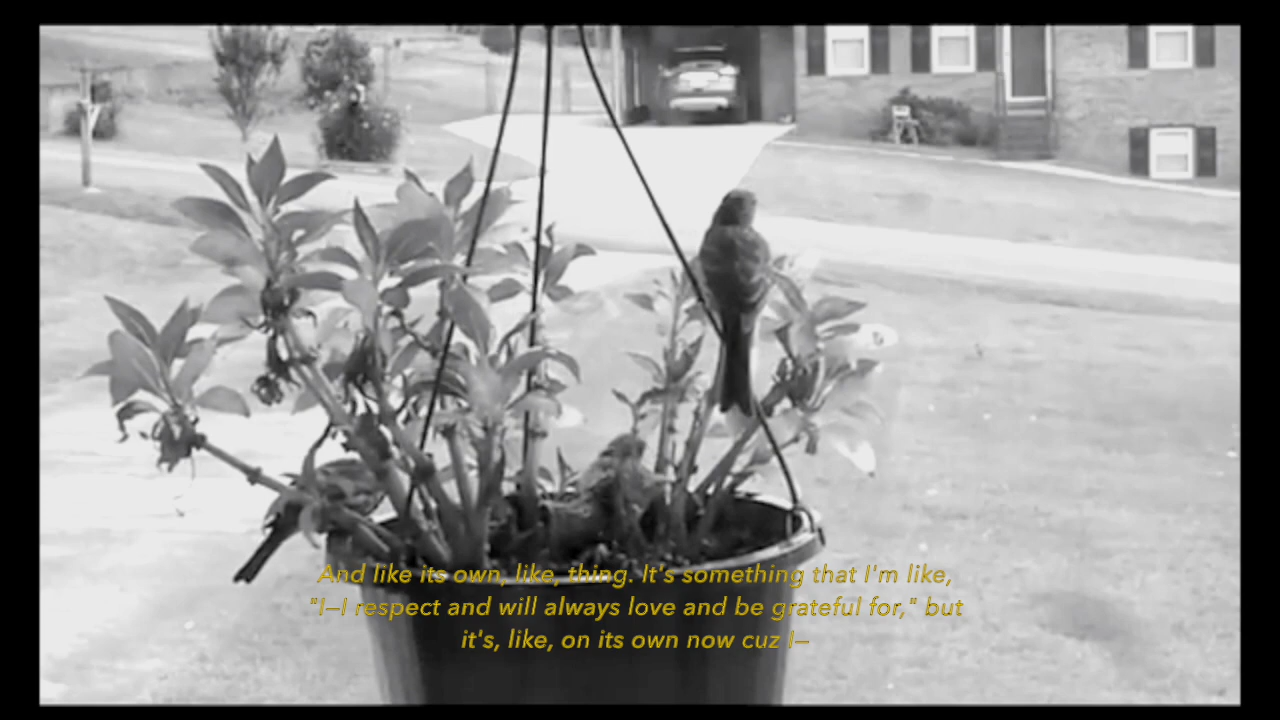 And like its own, like, thing. It's something that I'm like,
"I–I respect and will always love and be grateful for," but
it's, like, on its own now cuz I–